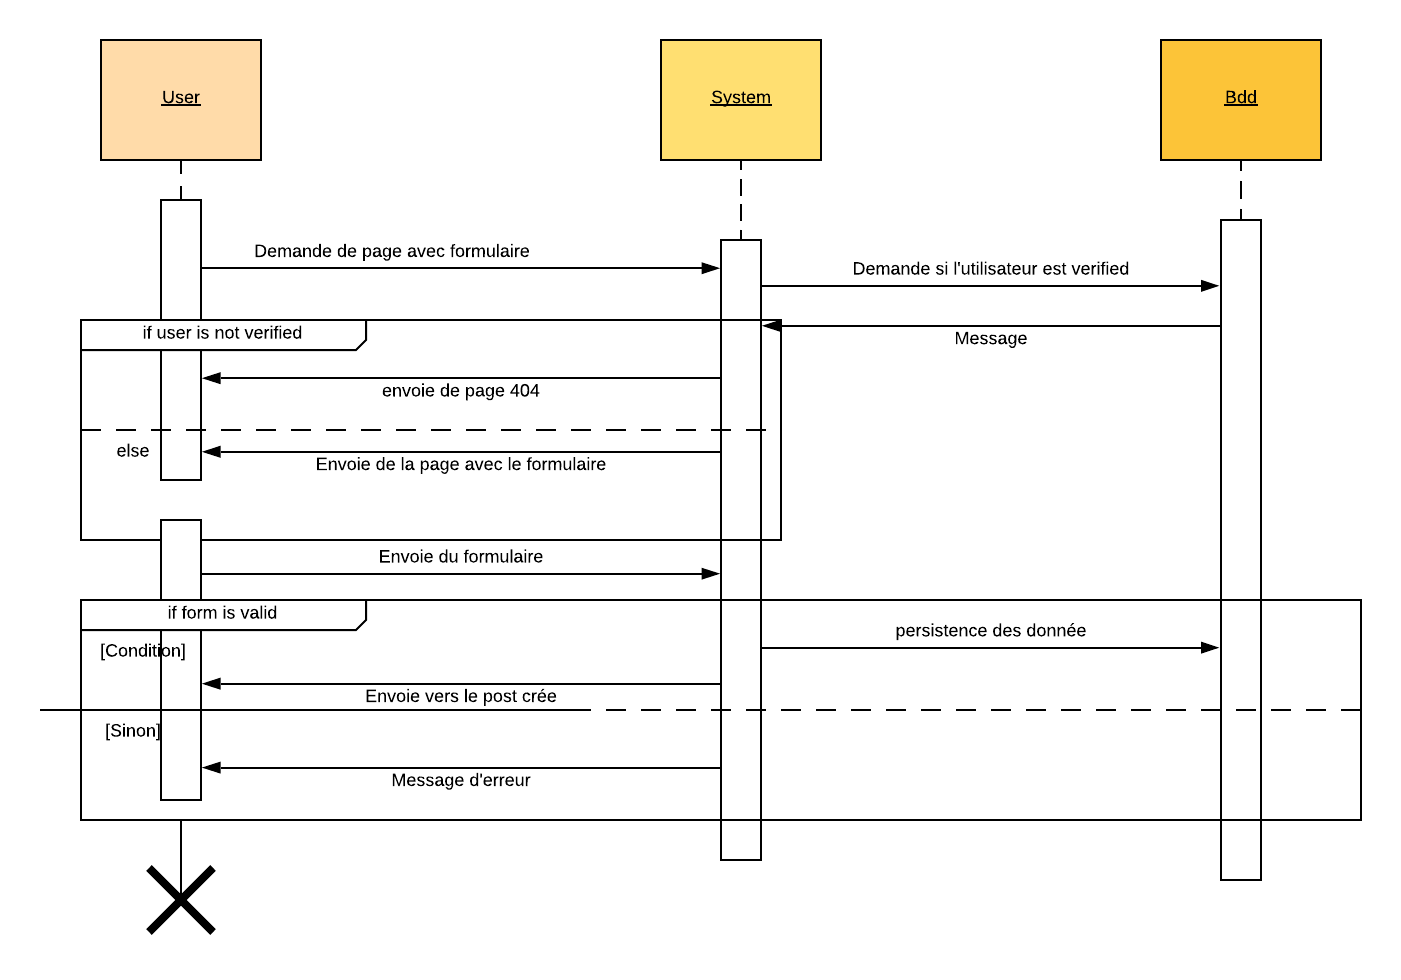 User
System
Bdd
Demande de page avec formulaire
Demande si l'utilisateur est verified
if user is not verified
Message
envoie de page 404
else
Envoie de la page avec le formulaire
Envoie du formulaire
if form is valid
persistence des donnée
[Condition]
Envoie vers le post crée
[Sinon]
Message d'erreur